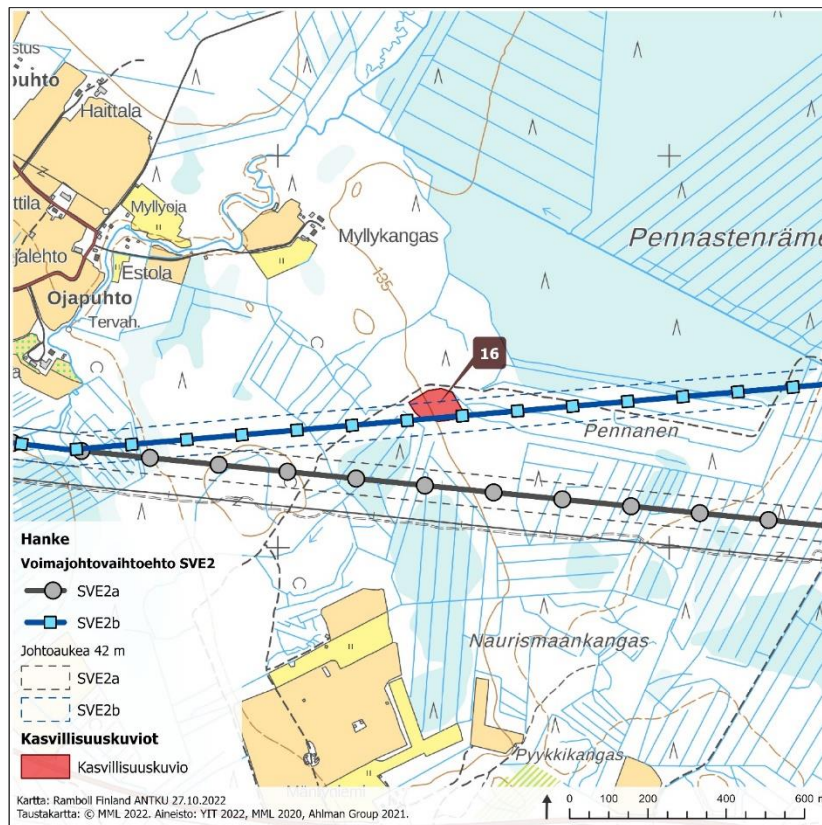 puhto
Haittala
ttila
Myllyoja
Myllykangas
Pennastenräme
jalehto
Estola
Ojapuhto
Tervah.
135
16
Pennanen
Hanke
Voimajohtovaihtoehto SVE2
SVE2a
SVE2b
Johtoaukea 42 m
SVE2a
SVE2b
Naurismaankangas
Kasvillisuuskuviot
Kasvillisuuskuvio
Pyykkikangas
Kartta: Ramboll Finland ANTKU 27.10.2022
Taustakartta: © MML 2022. Aineisto: YIT 2022, MML 2020, Ahlman Group 2021.
0 100 200 400 600 m